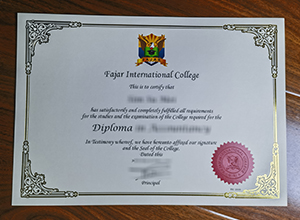 Fajar International College
This is to certify that
has satisfactorily and completely fulfilled all requirements
for the studies and the examination of the College required for the
Diploma in Accountancy
In Testimony whereof, we have hereunto affixed our signature
and the Seal of the College.
Dated this
Principal